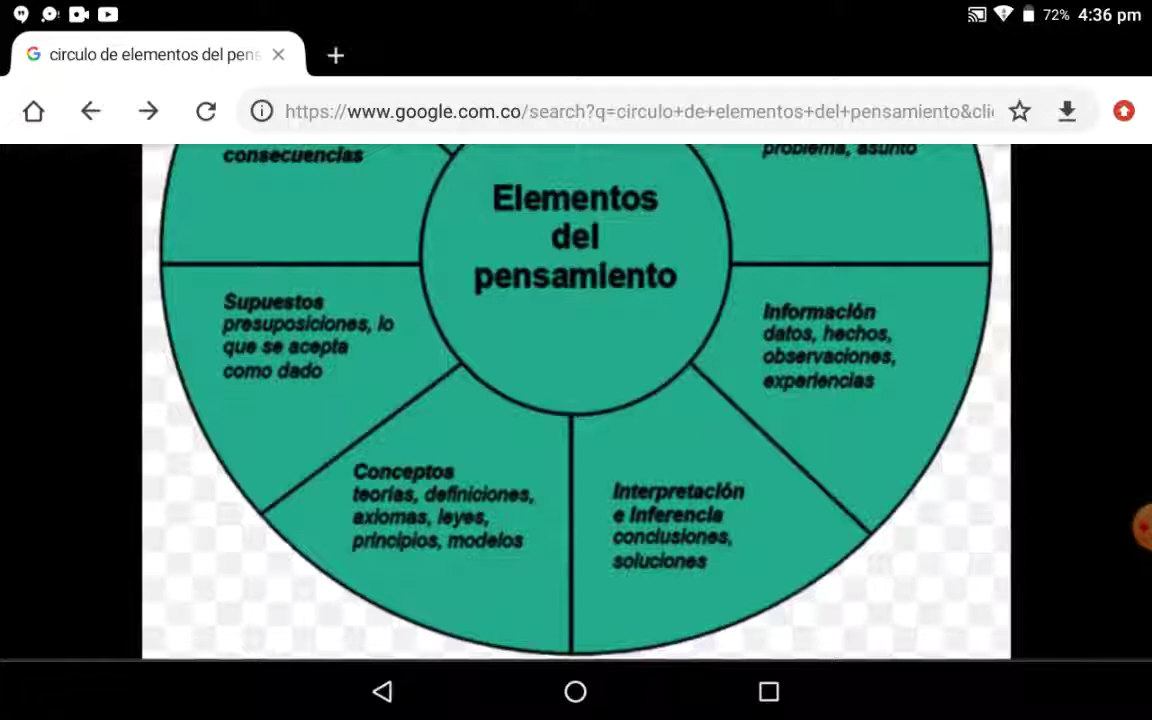 72% 4:36 pm
circulo de elementos del pens
https://www.google.com.co/search?q=circulo+de+elementos+del+pensamiento&clie
consecuencias
problema, asunto
Elementos
del
pensamiento
Supuestos
presuposiciones, lo
que se acepta
como dado
Información
datos, hechos,
observaciones,
experiencias
Conceptos
teorías, definiciones,
axiomas, leyes,
principios, modelos
Interpretación
e Inferencia
conclusiones,
soluciones